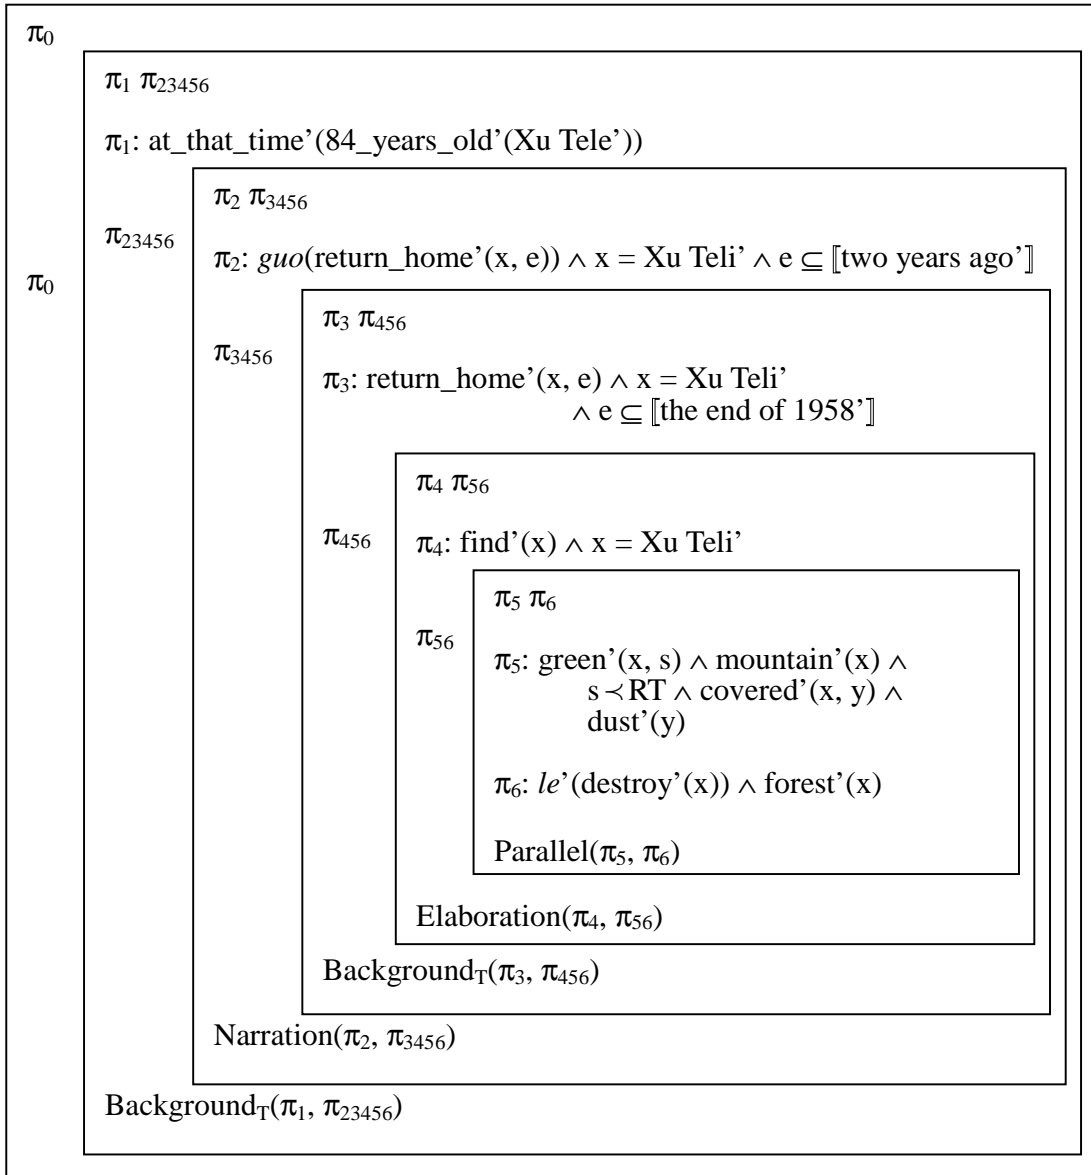 π₀
π₁ π₂₃₄₅₆
π₁: at_that_time’(84_years_old’(Xu Tele’))
π₂ π₃₄₅₆
π₂₃₄₅₆
π₂: guo(return_home’(x, e)) ∧ x = Xu Teli’ ∧ e ⊆ ⟦two years ago’⟧
π₀
π₃ π₄₅₆
π₃₄₅₆
π₃: return_home’(x, e) ∧ x = Xu Teli’
∧ e ⊆ ⟦the end of 1958’⟧
π₄ π₅₆
π₄₅₆
π₄: find’(x) ∧ x = Xu Teli’
π₅ π₆
π₅₆
π₅: green’(x, s) ∧ mountain’(x) ∧
s ≺ RT ∧ covered’(x, y) ∧
dust’(y)
π₆: le’(destroy’(x)) ∧ forest’(x)
Parallel(π₅, π₆)
Elaboration(π₄, π₅₆)
Background_T(π₃, π₄₅₆)
Narration(π₂, π₃₄₅₆)
Background_T(π₁, π₂₃₄₅₆)